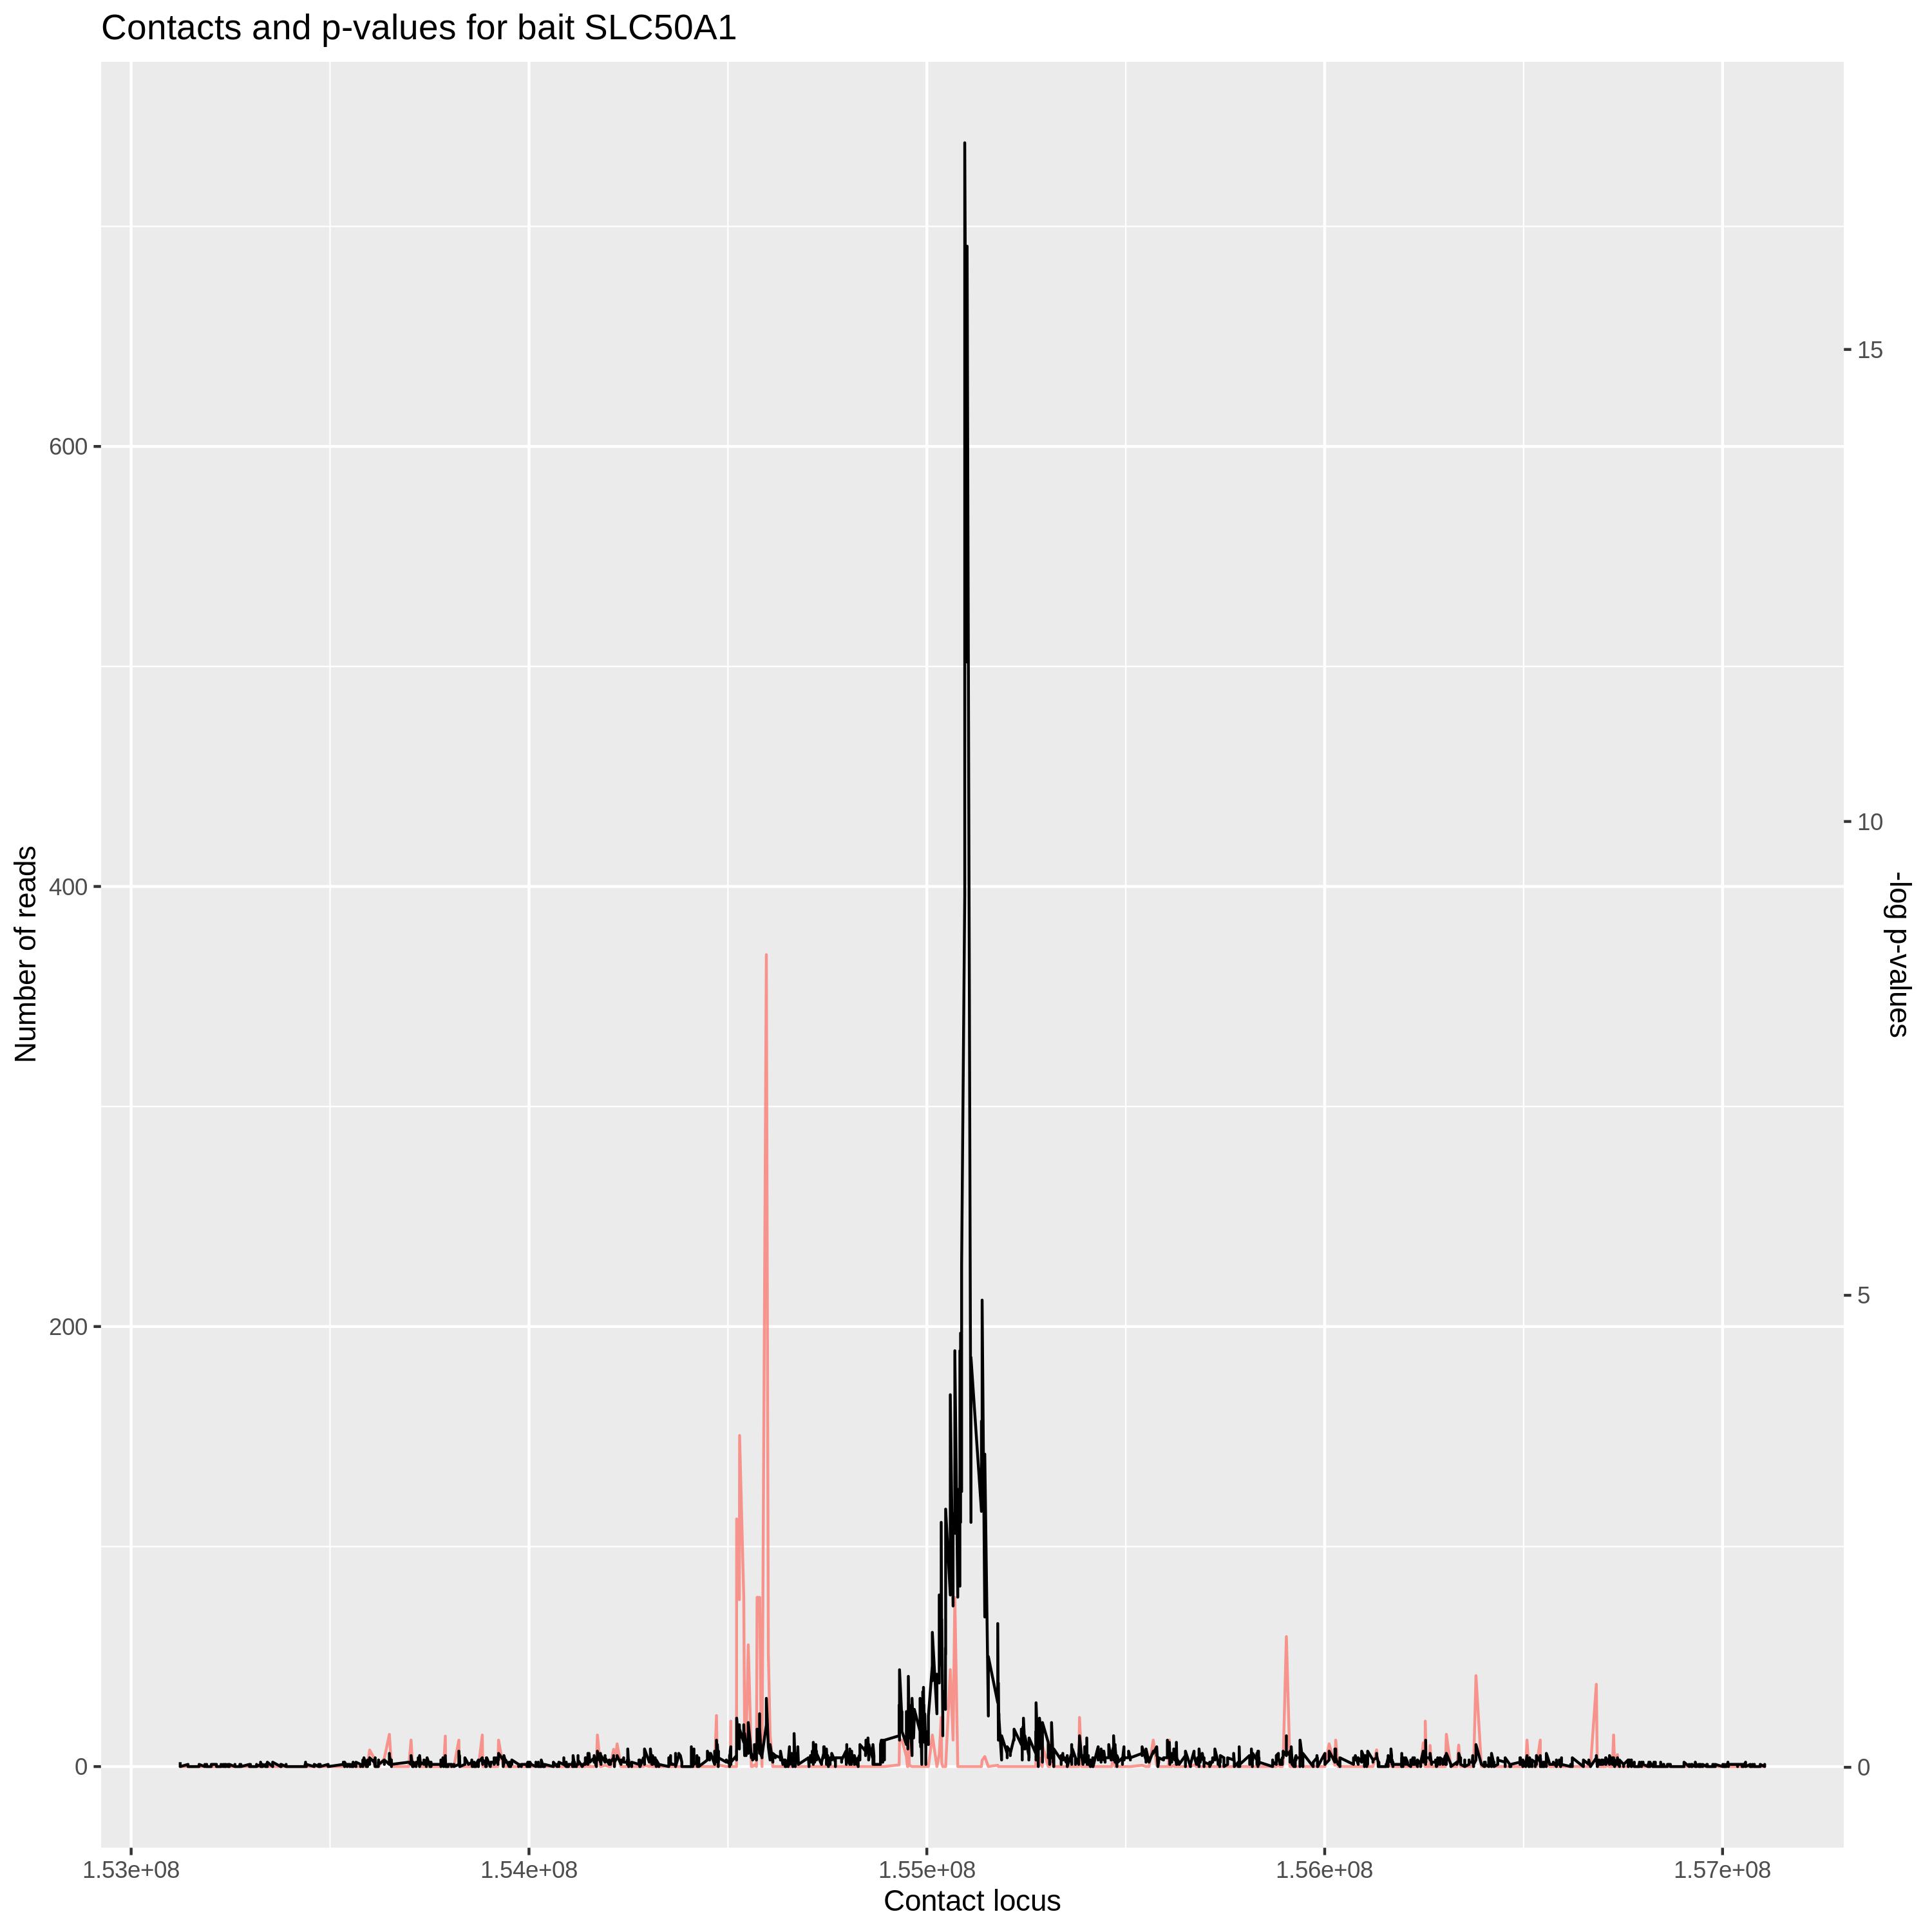 Contacts and p-values for bait SLC50A1
Number of reads
600
400
200
0
15
10
5
0
-log p-values
1.53e+08 1.54e+08 1.55e+08 1.56e+08 1.57e+08
Contact locus